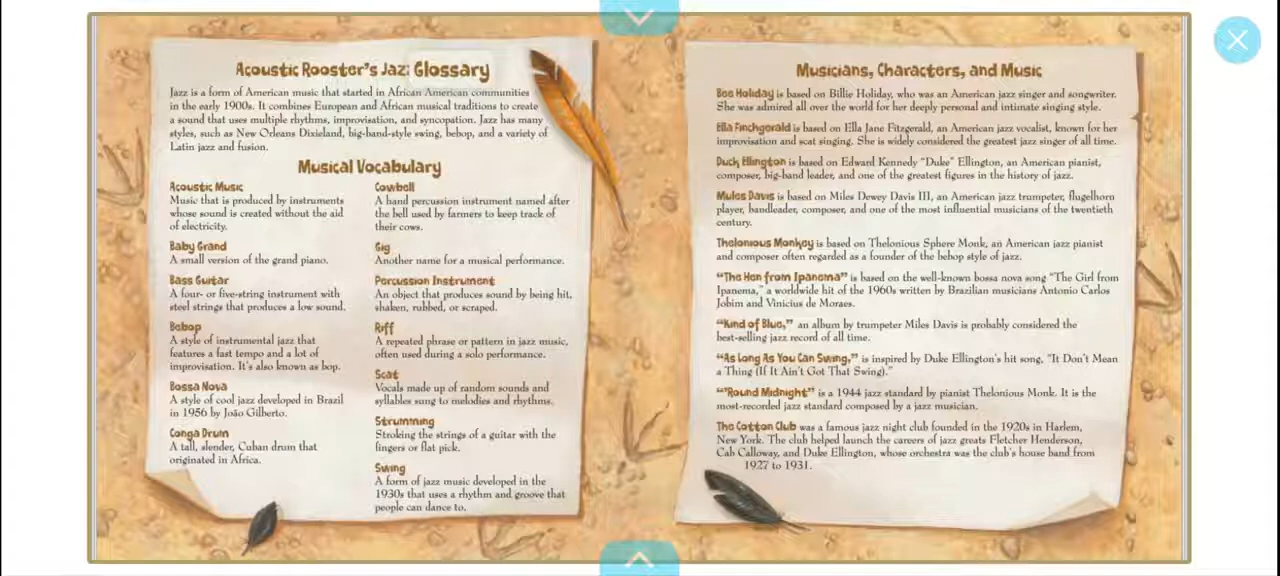 Acoustic Rooster's Jazz Glossary
Jazz is a form of American music that started in African American communities
in the early 1900s. It combines European and African musical traditions to create
a sound that uses multiple rhythms, improvisation, and syncopation. Jazz has many
styles, such as New Orleans Dixieland, big-band-style swing, bebop, and a variety of
Latin jazz and fusion.
Musical Vocabulary
Acoustic Music
Music that is produced by instruments
whose sound is created without the aid
of electricity.
Baby Grand
A small version of the grand piano.
Bass Guitar
A four- or five-string instrument with
steel strings that produces a low sound.
Bebop
A style of instrumental jazz that
features a fast tempo and a lot of
improvisation. It's also known as bop.
Bossa Nova
A style of cool jazz developed in Brazil
in 1956 by João Gilberto.
Conga Drum
A tall, slender, Cuban drum that
originated in Africa.
Cowbell
A hand percussion instrument named after
the bell used by farmers to keep track of
their cows.
Gig
Another name for a musical performance.
Percussion Instrument
An object that produces sound by being hit,
shaken, rubbed, or scraped.
Riff
A repeated phrase or pattern in jazz music,
often used during a solo performance.
Scat
Vocals made up of random sounds and
syllables sung to melodies and rhythms.
Strumming
Stroking the strings of a guitar with the
fingers or flat pick.
Swing
A form of jazz music developed in the
1930s that uses a rhythm and groove that
people can dance to.
Musicians, Characters, and Music
Bee Holiday is based on Billie Holiday, who was an American jazz singer and songwriter.
She was admired all over the world for her deeply personal and intimate singing style.
Ella Finchgerald is based on Ella Jane Fitzgerald, an American jazz vocalist, known for her
improvisation and scat singing. She is widely considered the greatest jazz singer of all time.
Duck Ellington is based on Edward Kennedy "Duke" Ellington, an American pianist,
composer, big-band leader, and one of the greatest figures in the history of jazz.
Mules Davis is based on Miles Dewey Davis III, an American jazz trumpeter, flugelhorn
player, bandleader, composer, and one of the most influential musicians of the twentieth
century.
Thelonious Monkey is based on Thelonious Sphere Monk, an American jazz pianist
and composer often regarded as a founder of the bebop style of jazz.
"The Hen from Ipanema" is based on the well-known bossa nova song "The Girl from
Ipanema," a worldwide hit of the 1960s written by Brazilian musicians Antonio Carlos
Jobim and Vinicius de Moraes.
"Kind of Blue," an album by trumpeter Miles Davis is probably considered the
best-selling jazz record of all time.
"As Long As You Can Swing," is inspired by Duke Ellington's hit song, "It Don't Mean
a Thing (If It Ain't Got That Swing)."
"'Round Midnight" is a 1944 jazz standard by pianist Thelonious Monk. It is the
most-recorded jazz standard composed by a jazz musician.
The Cotton Club was a famous jazz night club founded in the 1920s in Harlem,
New York. The club helped launch the careers of jazz greats Fletcher Henderson,
Cab Calloway, and Duke Ellington, whose orchestra was the club's house band from
1927 to 1931.